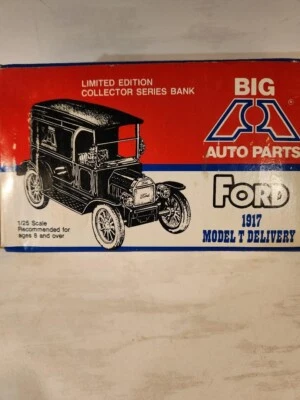 LIMITED EDITION
COLLECTOR SERIES BANK
BIG
A
AUTO PARTS
FORD
1917
MODEL T DELIVERY
1/25 Scale
Recommended for
ages 8 and over